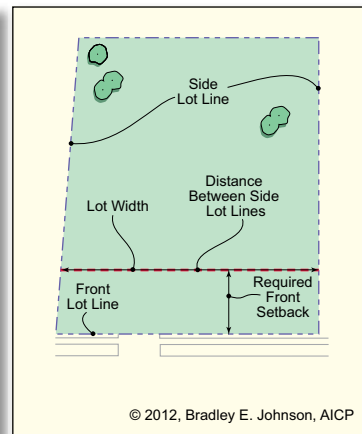 Side
Lot Line
Distance
Between Side
Lot Lines
Lot Width
Front
Lot Line
Required
Front
Setback
© 2012, Bradley E. Johnson, AICP